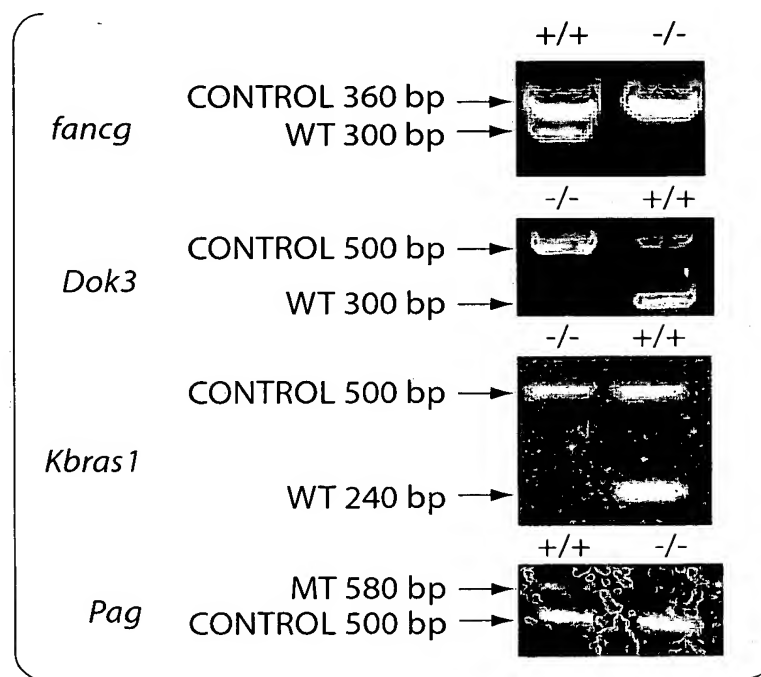 +/+ -/-
CONTROL 360 bp
fancg
WT 300 bp
-/- +/+
CONTROL 500 bp
Dok3
WT 300 bp
-/- +/+
CONTROL 500 bp
Kbras1
WT 240 bp
+/+ -/-
MT 580 bp
Pag
CONTROL 500 bp